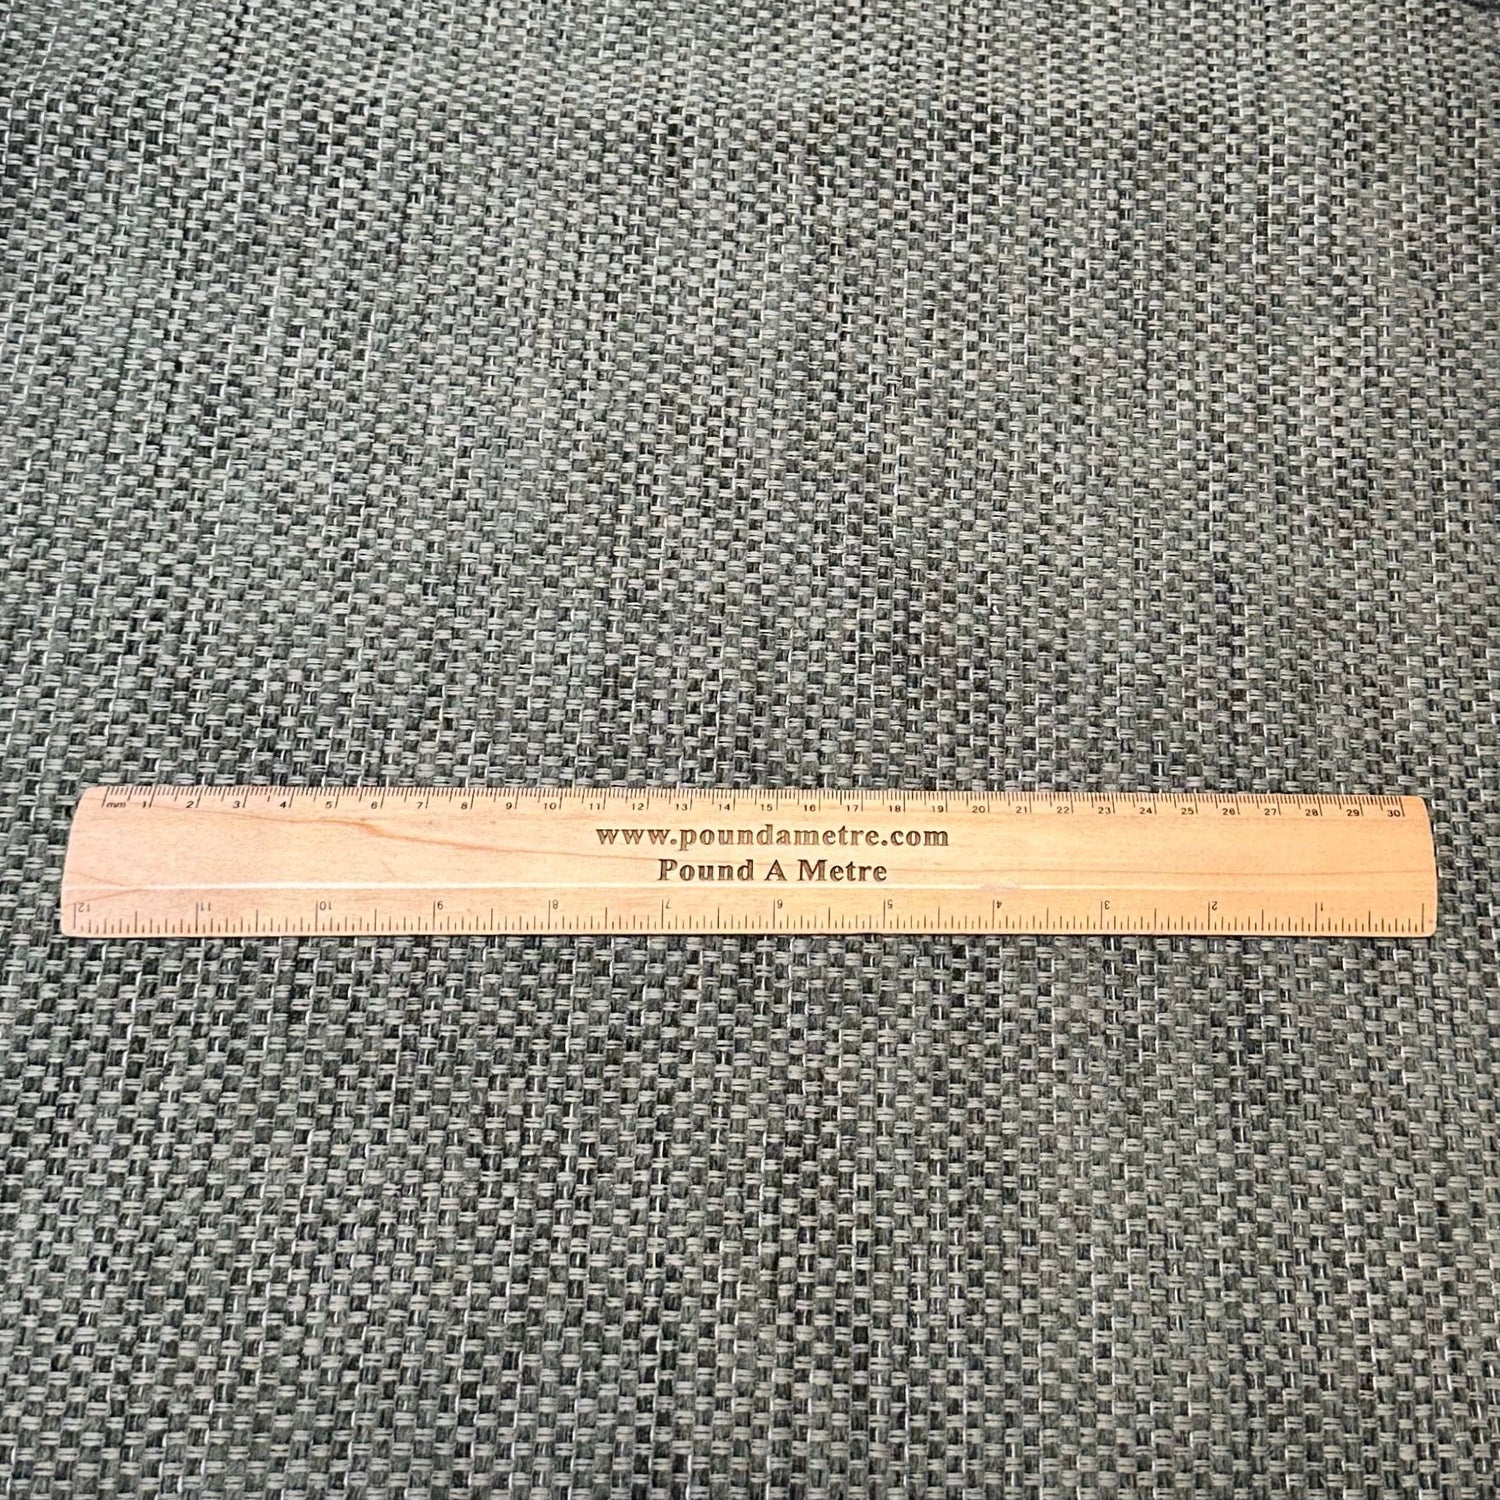 mm 1 2 3 4 5 6 7 8 9 10 11 12 13 14 15 16 17 18 19 20 21 22 23 24 25 26 27 28 29 30
www.poundametre.com
Pound A Metre
12 11 10 9 8 7 6 5 4 3 2 1